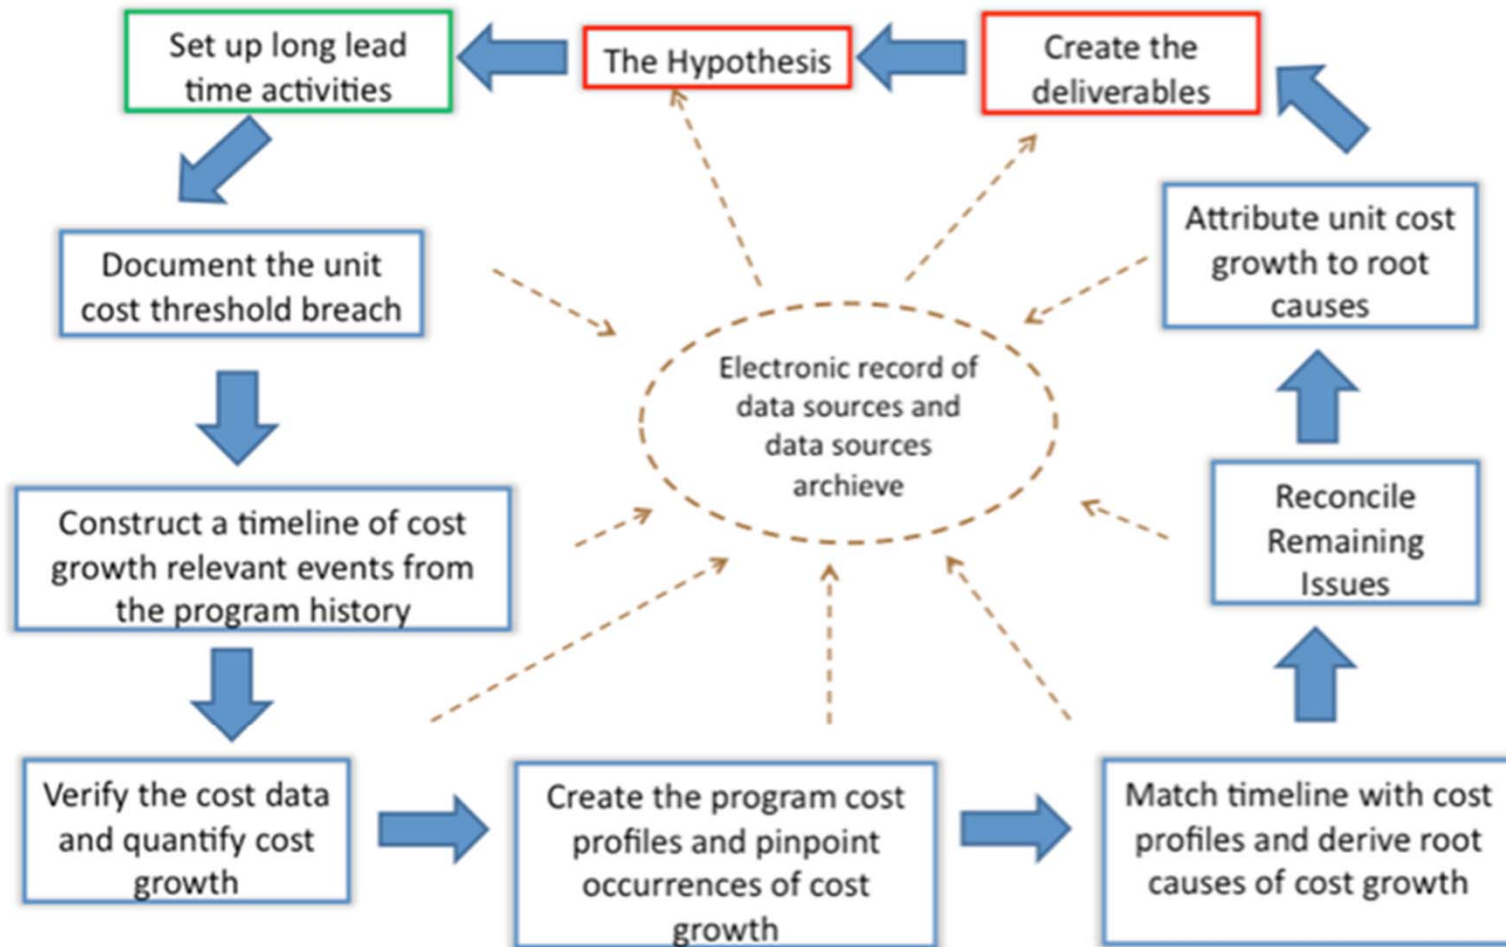 Set up long lead
time activities
The Hypothesis
Create the
deliverables
Document the unit
cost threshold breach
Attribute unit cost
growth to root
causes
Electronic record of
data sources and
data sources
archieve
Construct a timeline of cost
growth relevant events from
the program history
Reconcile
Remaining
Issues
Verify the cost data
and quantify cost
growth
Create the program cost
profiles and pinpoint
occurrences of cost
growth
Match timeline with cost
profiles and derive root
causes of cost growth